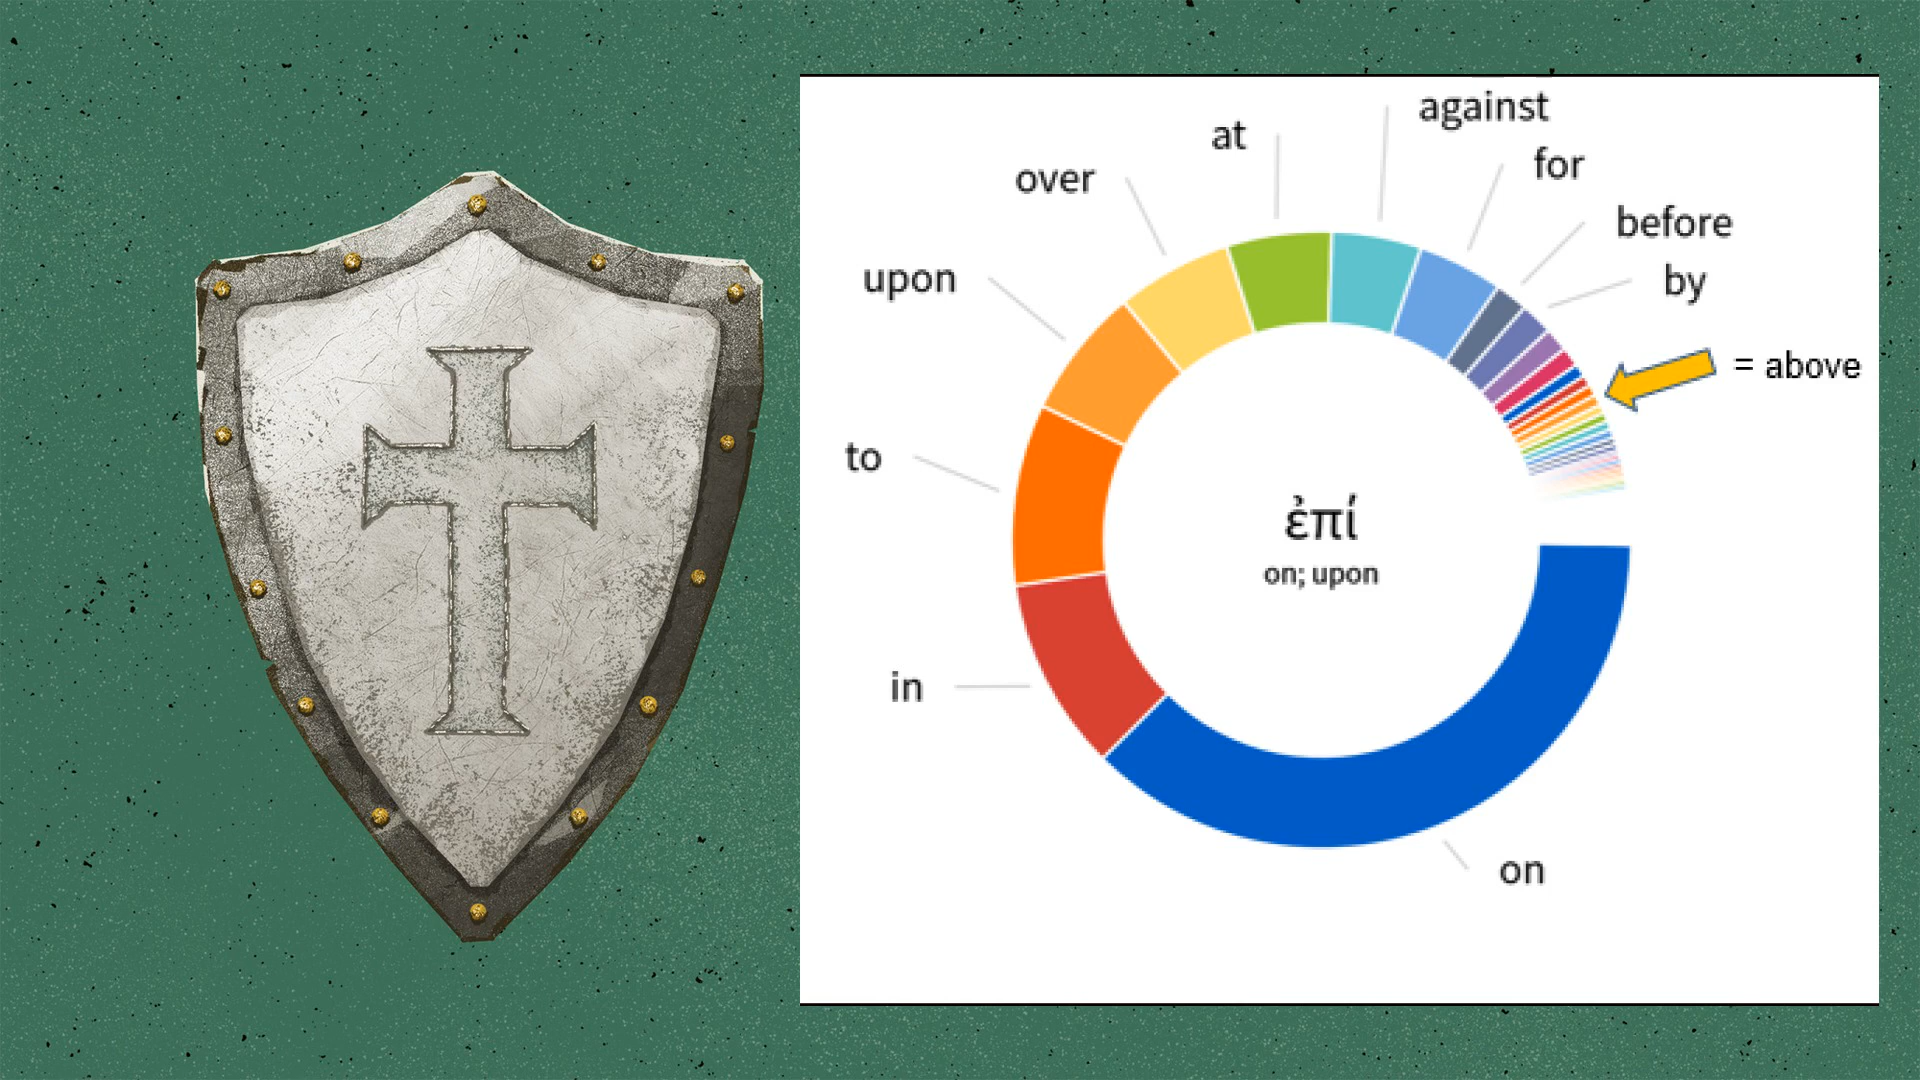 against
at
for
over
before
upon
by
= above
to
ἐπί
on; upon
in
on